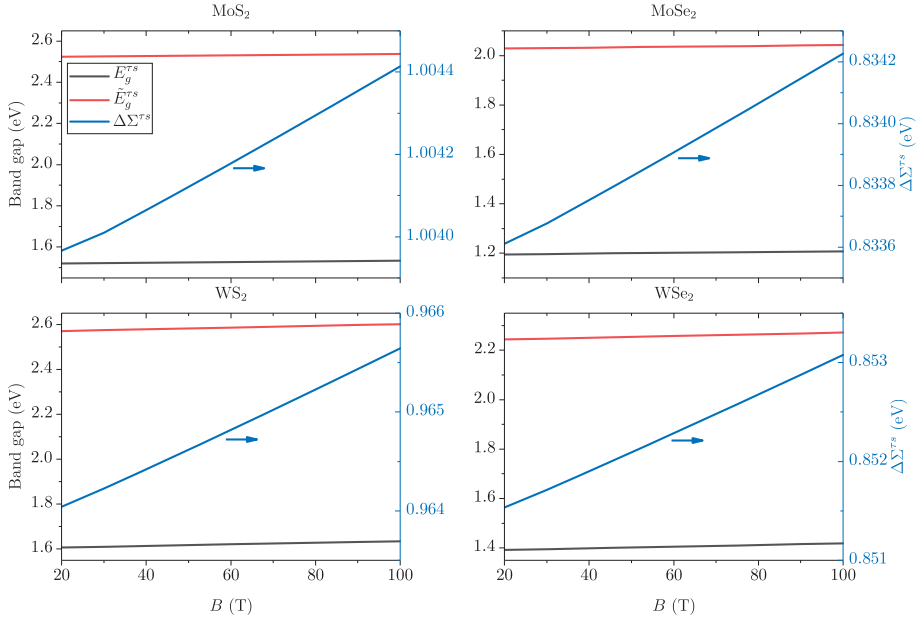 MoS₂
Band gap (eV)
2.6
2.4
2.2
2.0
1.8
1.6
E_g^{τs}
Ẽ_g^{τs}
ΔΣ^{τs}
1.0044
1.0042
1.0040
MoSe₂
2.0
1.8
1.6
1.4
1.2
0.8342
0.8340
0.8338
0.8336
ΔΣ^{τs} (eV)
WS₂
Band gap (eV)
2.6
2.4
2.2
2.0
1.8
1.6
0.966
0.965
0.964
20 40 60 80 100
B (T)
WSe₂
2.2
2.0
1.8
1.6
1.4
0.853
0.852
0.851
ΔΣ^{τs} (eV)
20 40 60 80 100
B (T)